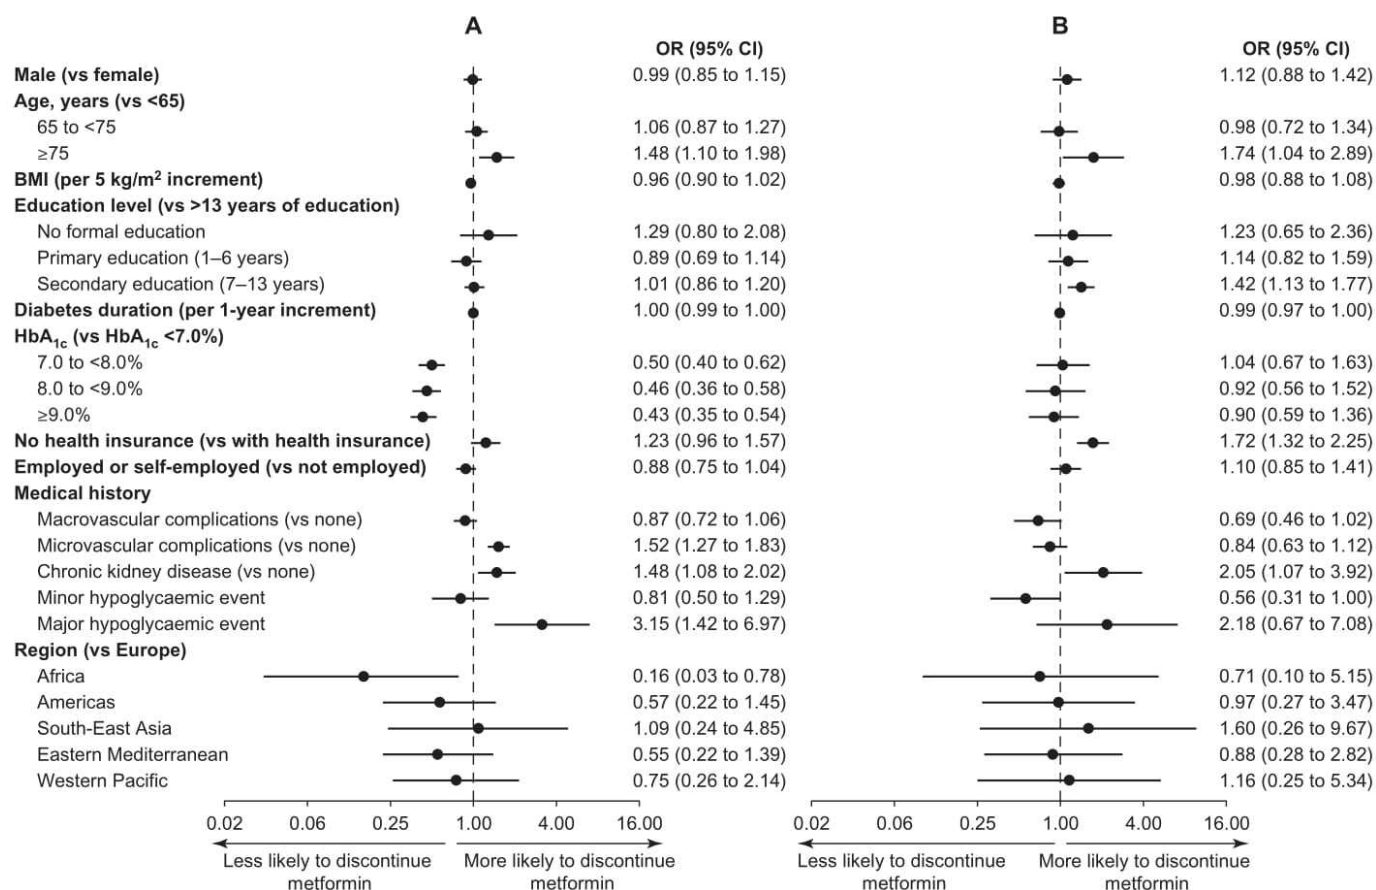 A B
OR (95% CI) OR (95% CI)
Male (vs female) 0.99 (0.85 to 1.15) 1.12 (0.88 to 1.42)
Age, years (vs <65)
65 to <75 1.06 (0.87 to 1.27) 0.98 (0.72 to 1.34)
≥75 1.48 (1.10 to 1.98) 1.74 (1.04 to 2.89)
BMI (per 5 kg/m² increment) 0.96 (0.90 to 1.02) 0.98 (0.88 to 1.08)
Education level (vs >13 years of education)
No formal education 1.29 (0.80 to 2.08) 1.23 (0.65 to 2.36)
Primary education (1–6 years) 0.89 (0.69 to 1.14) 1.14 (0.82 to 1.59)
Secondary education (7–13 years) 1.01 (0.86 to 1.20) 1.42 (1.13 to 1.77)
Diabetes duration (per 1-year increment) 1.00 (0.99 to 1.00) 0.99 (0.97 to 1.00)
HbA1c (vs HbA1c <7.0%)
7.0 to <8.0% 0.50 (0.40 to 0.62) 1.04 (0.67 to 1.63)
8.0 to <9.0% 0.46 (0.36 to 0.58) 0.92 (0.56 to 1.52)
≥9.0% 0.43 (0.35 to 0.54) 0.90 (0.59 to 1.36)
No health insurance (vs with health insurance) 1.23 (0.96 to 1.57) 1.72 (1.32 to 2.25)
Employed or self-employed (vs not employed) 0.88 (0.75 to 1.04) 1.10 (0.85 to 1.41)
Medical history
Macrovascular complications (vs none) 0.87 (0.72 to 1.06) 0.69 (0.46 to 1.02)
Microvascular complications (vs none) 1.52 (1.27 to 1.83) 0.84 (0.63 to 1.12)
Chronic kidney disease (vs none) 1.48 (1.08 to 2.02) 2.05 (1.07 to 3.92)
Minor hypoglycaemic event 0.81 (0.50 to 1.29) 0.56 (0.31 to 1.00)
Major hypoglycaemic event 3.15 (1.42 to 6.97) 2.18 (0.67 to 7.08)
Region (vs Europe)
Africa 0.16 (0.03 to 0.78) 0.71 (0.10 to 5.15)
Americas 0.57 (0.22 to 1.45) 0.97 (0.27 to 3.47)
South-East Asia 1.09 (0.24 to 4.85) 1.60 (0.26 to 9.67)
Eastern Mediterranean 0.55 (0.22 to 1.39) 0.88 (0.28 to 2.82)
Western Pacific 0.75 (0.26 to 2.14) 1.16 (0.25 to 5.34)
0.02 0.06 0.25 1.00 4.00 16.00 0.02 0.06 0.25 1.00 4.00 16.00
Less likely to discontinue More likely to discontinue Less likely to discontinue More likely to discontinue
metformin metformin metformin metformin